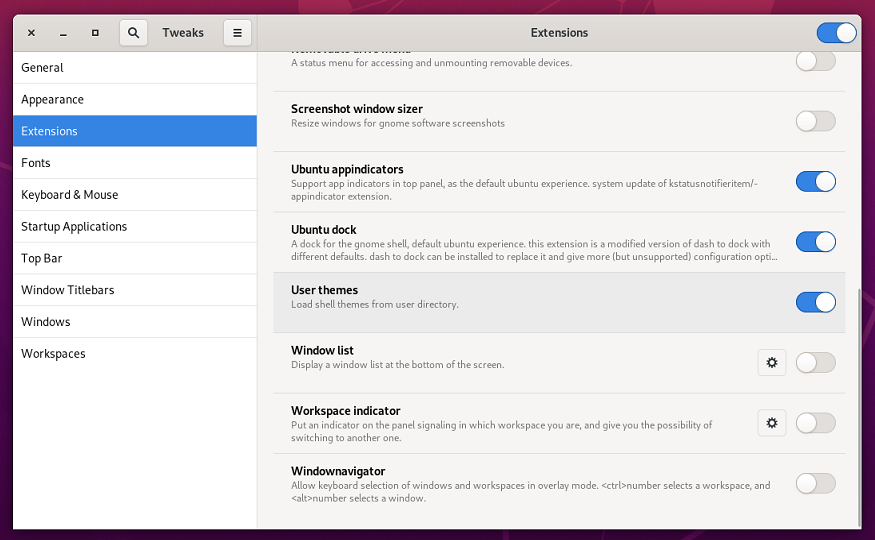 Tweaks
Extensions
General
Appearance
Extensions
Fonts
Keyboard & Mouse
Startup Applications
Top Bar
Window Titlebars
Windows
Workspaces
Removable drive menu
A status menu for accessing and unmounting removable devices.
Screenshot window sizer
Resize windows for gnome software screenshots
Ubuntu appindicators
Support app indicators in top panel, as the default ubuntu experience. system update of kstatusnotifieritem/-
appindicator extension.
Ubuntu dock
A dock for the gnome shell, default ubuntu experience. this extension is a modified version of dash to dock with
different defaults. dash to dock can be installed to replace it and give more (but unsupported) configuration opti...
User themes
Load shell themes from user directory.
Window list
Display a window list at the bottom of the screen.
Workspace indicator
Put an indicator on the panel signaling in which workspace you are, and give you the possibility of
switching to another one.
Windownavigator
Allow keyboard selection of windows and workspaces in overlay mode. <ctrl>number selects a workspace, and
<alt>number selects a window.